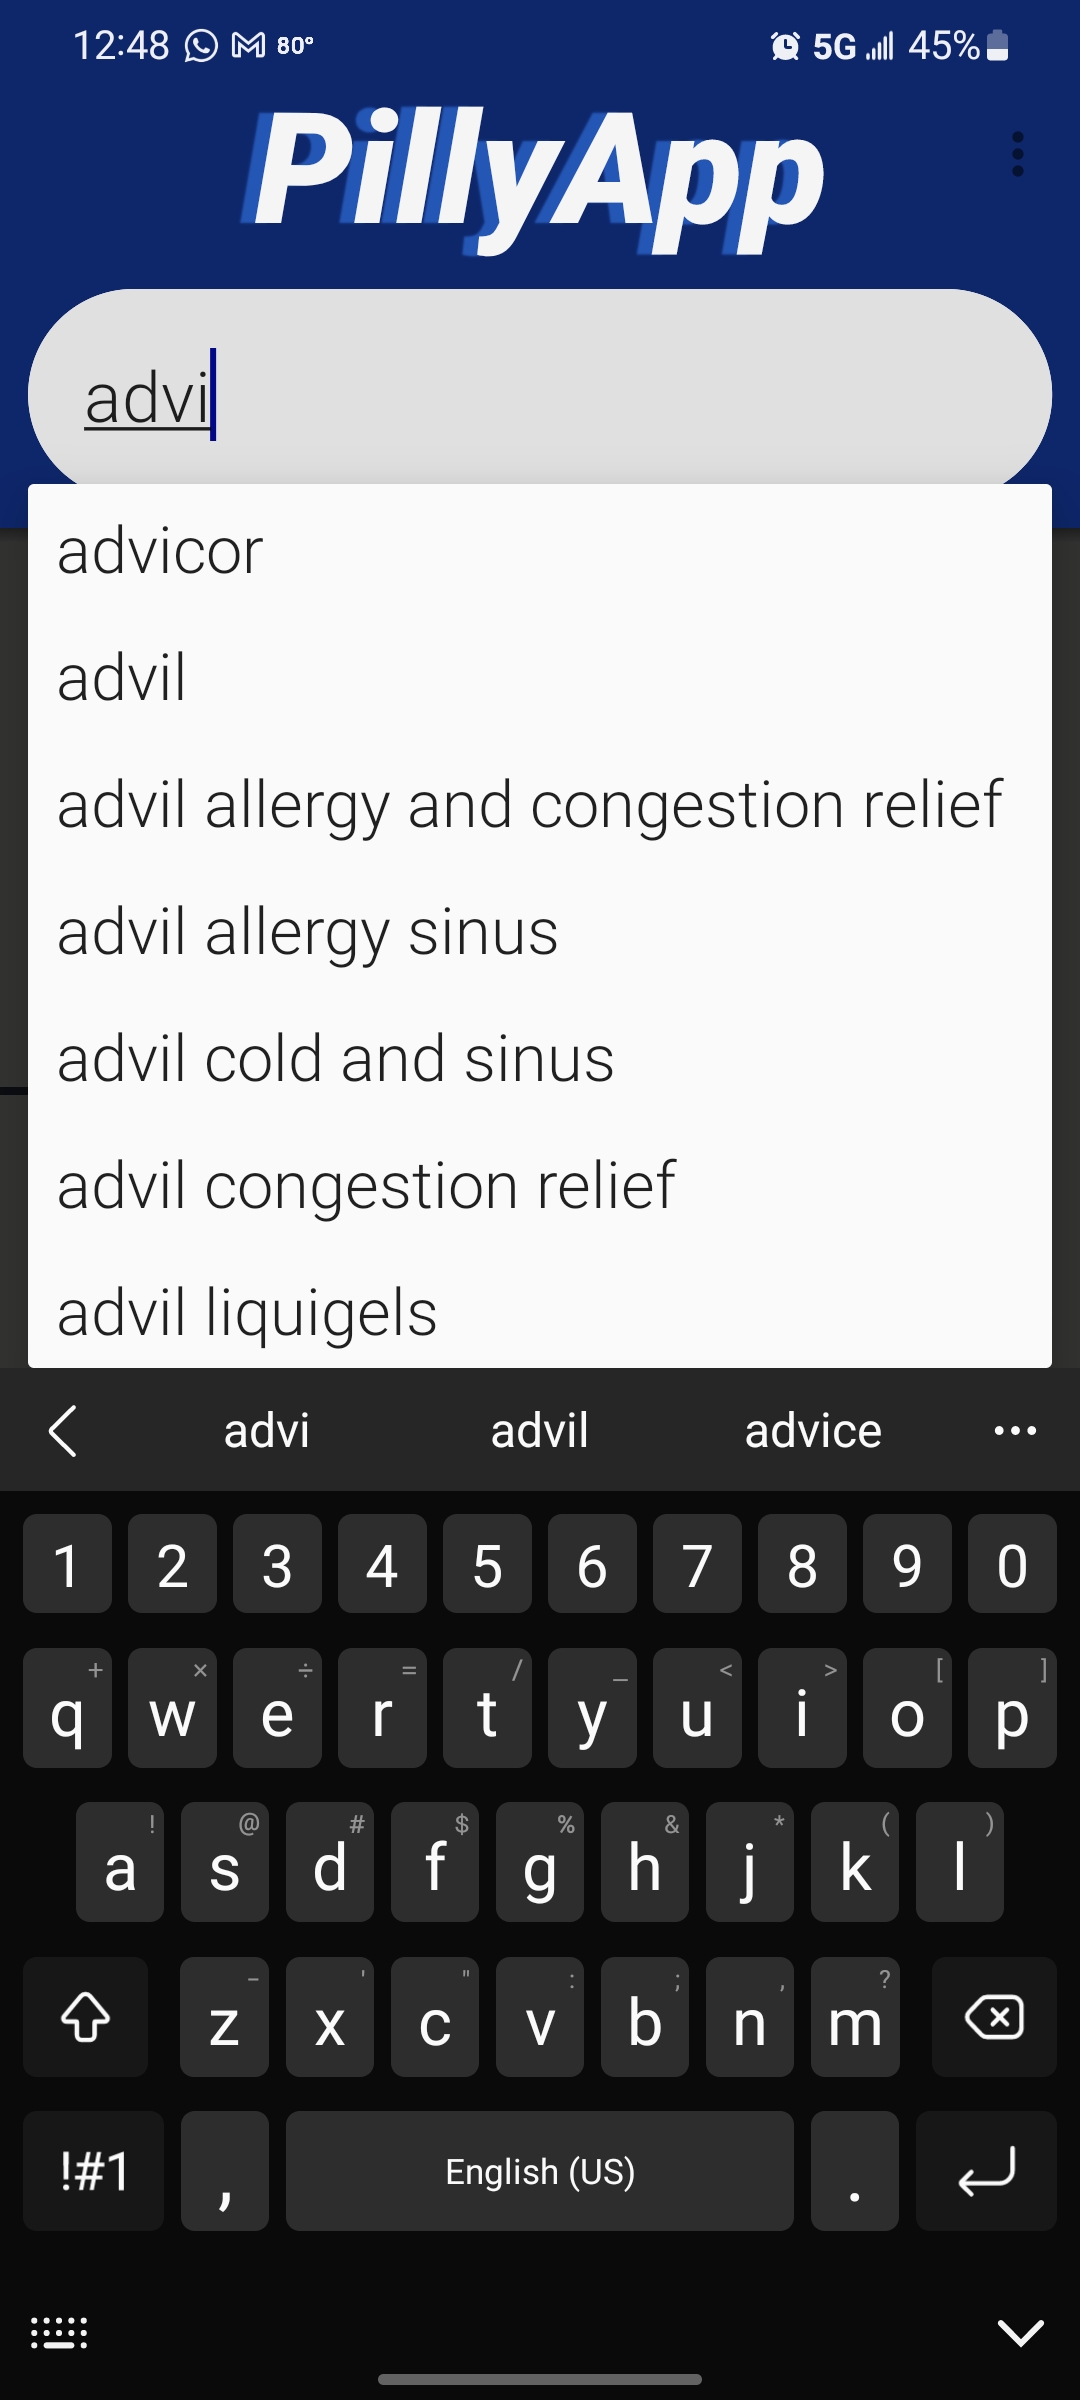 12:48 80° 5G 45%
PillyApp
advi
advicor
advil
advil allergy and congestion relief
advil allergy sinus
advil cold and sinus
advil congestion relief
advil liquigels
advi advil advice
1 2 3 4 5 6 7 8 9 0
+ × ÷ = / _ < > [ ]
q w e r t y u i o p
! @ # $ % & * ( )
a s d f g h j k l
- ' " : ; , ?
z x c v b n m
!#1 , English (US) .